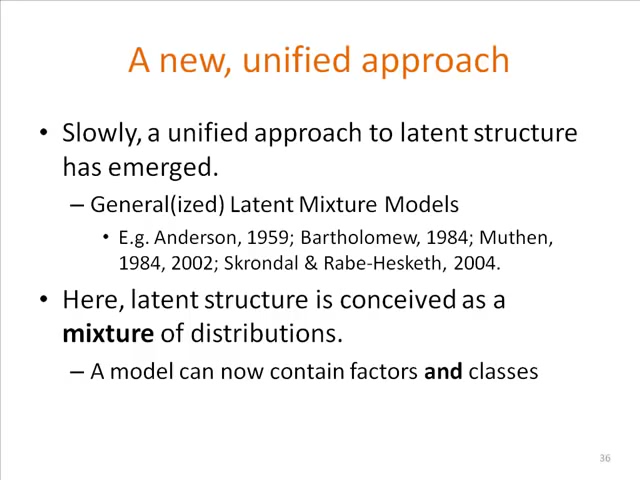 A new, unified approach
• Slowly, a unified approach to latent structure
has emerged.
– General(ized) Latent Mixture Models
• E.g. Anderson, 1959; Bartholomew, 1984; Muthen,
1984, 2002; Skrondal & Rabe-Hesketh, 2004.
• Here, latent structure is conceived as a
mixture of distributions.
– A model can now contain factors and classes
36